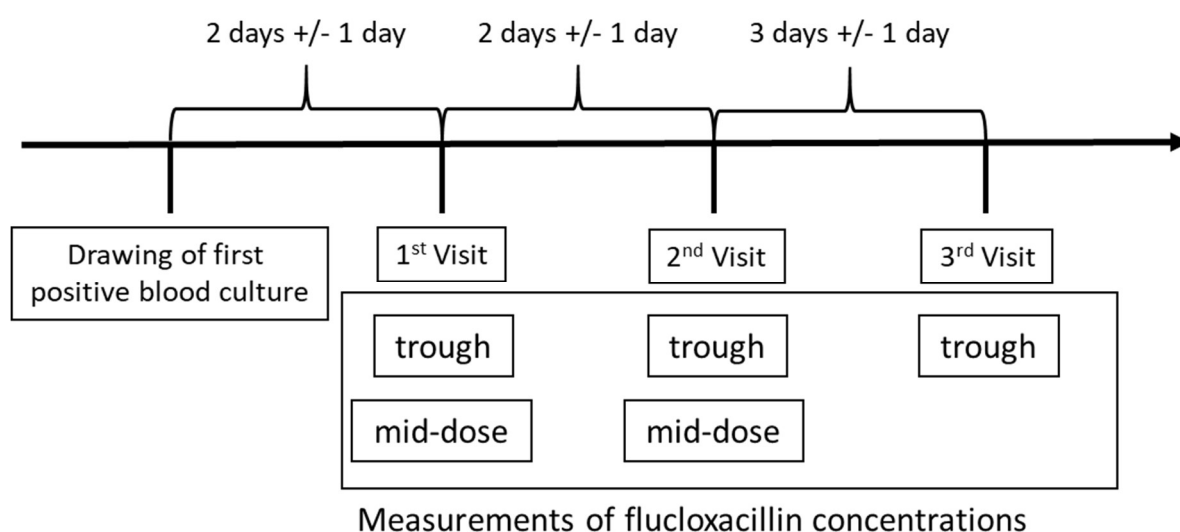 2 days +/- 1 day
2 days +/- 1 day
3 days +/- 1 day
Drawing of first
positive blood culture
1st Visit
2nd Visit
3rd Visit
trough
trough
trough
mid-dose
mid-dose
Measurements of flucloxacillin concentrations